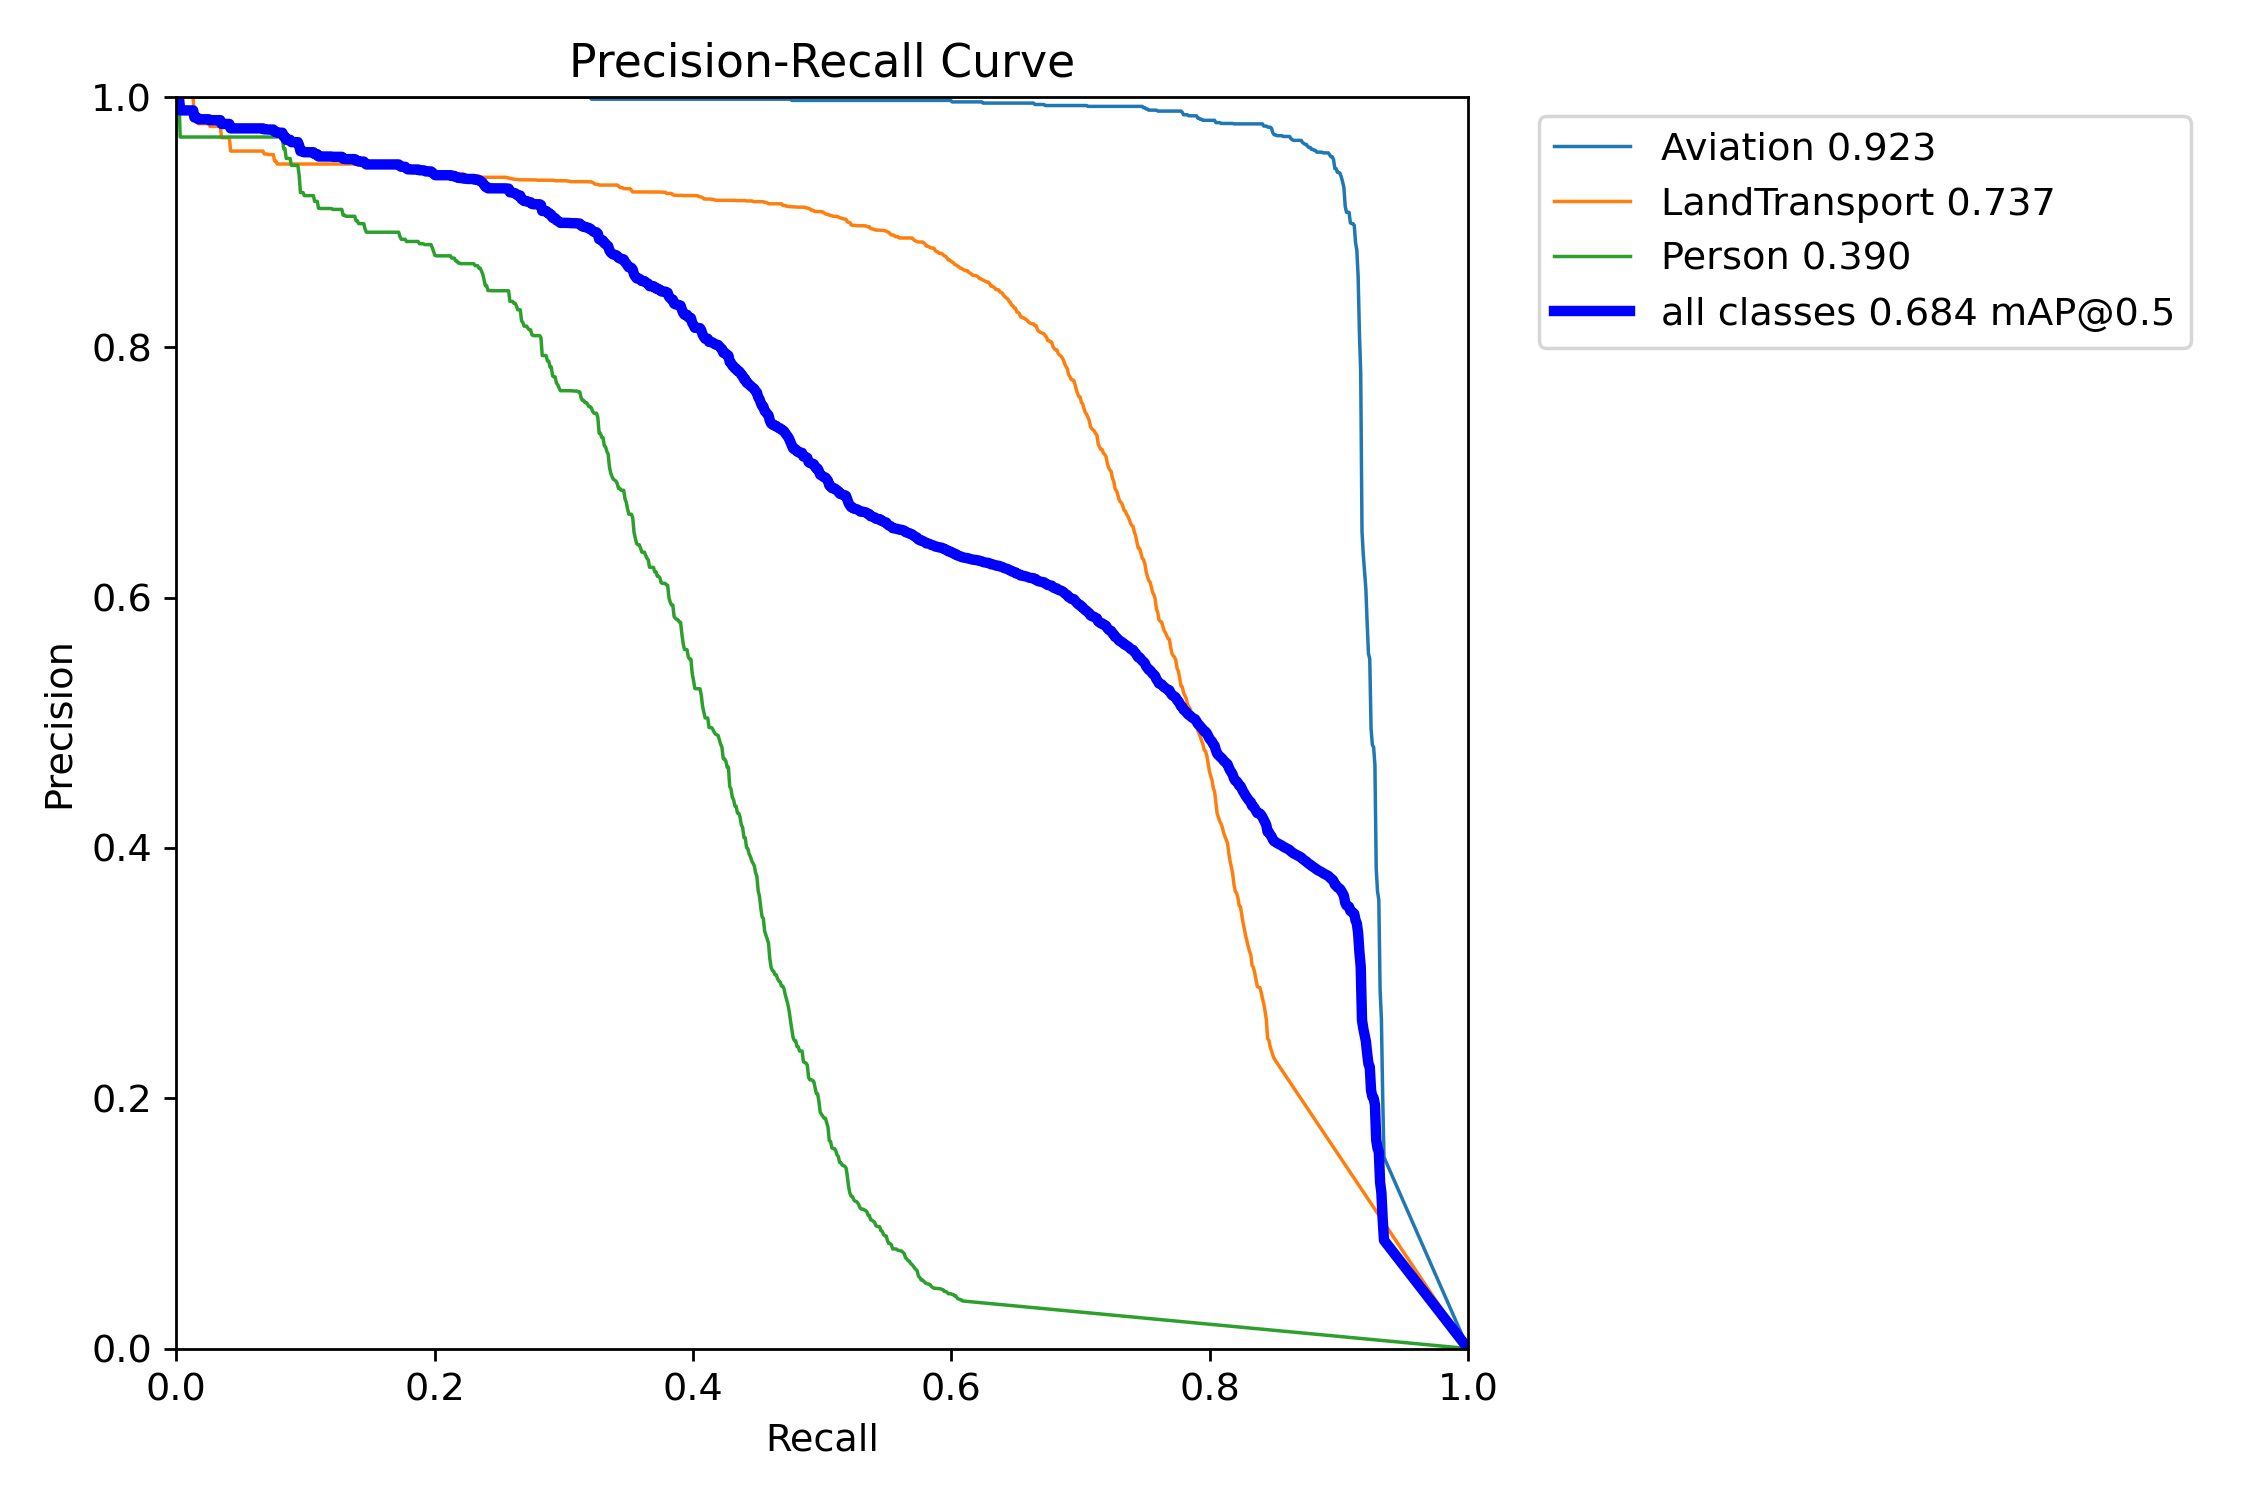 Precision-Recall Curve
1.0
0.8
0.6
0.4
0.2
0.0
Precision
0.0 0.2 0.4 0.6 0.8 1.0
Recall
Aviation 0.923
LandTransport 0.737
Person 0.390
all classes 0.684 mAP@0.5